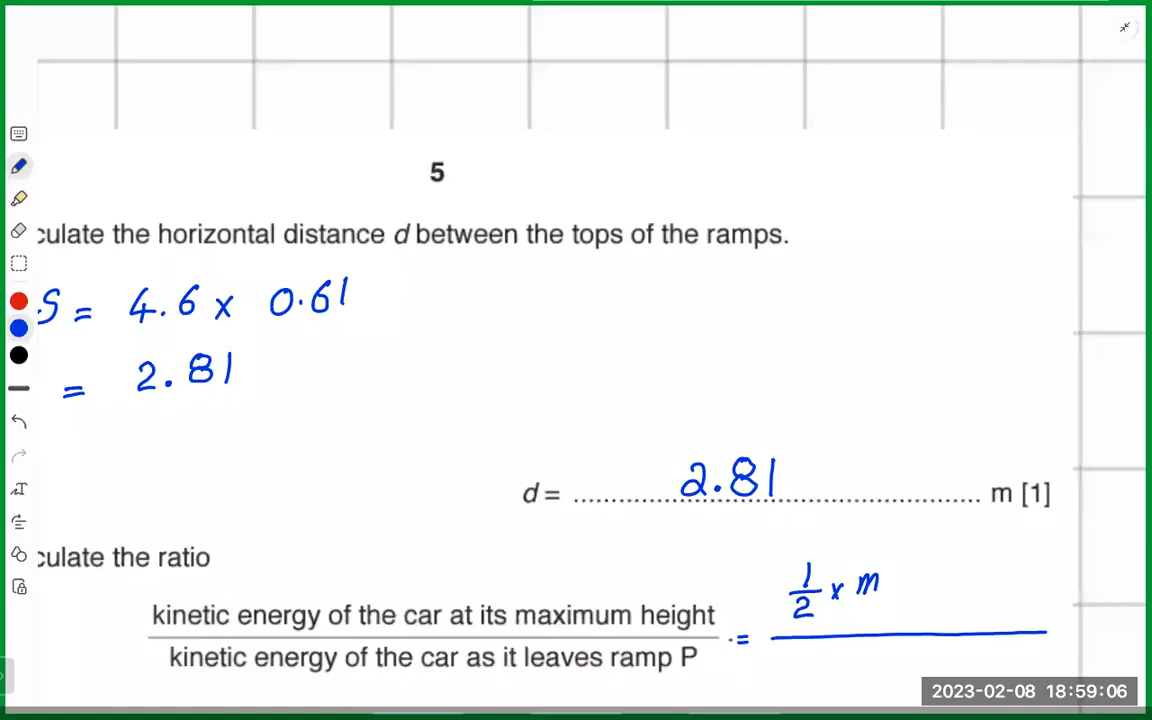 5
culate the horizontal distance d between the tops of the ramps.
S = 4.6 x 0.61
= 2.81
d = ........ 2.81 ........ m [1]
culate the ratio
kinetic energy of the car at its maximum height
kinetic energy of the car as it leaves ramp P
= 1/2 x m
2023-02-08 18:59:06